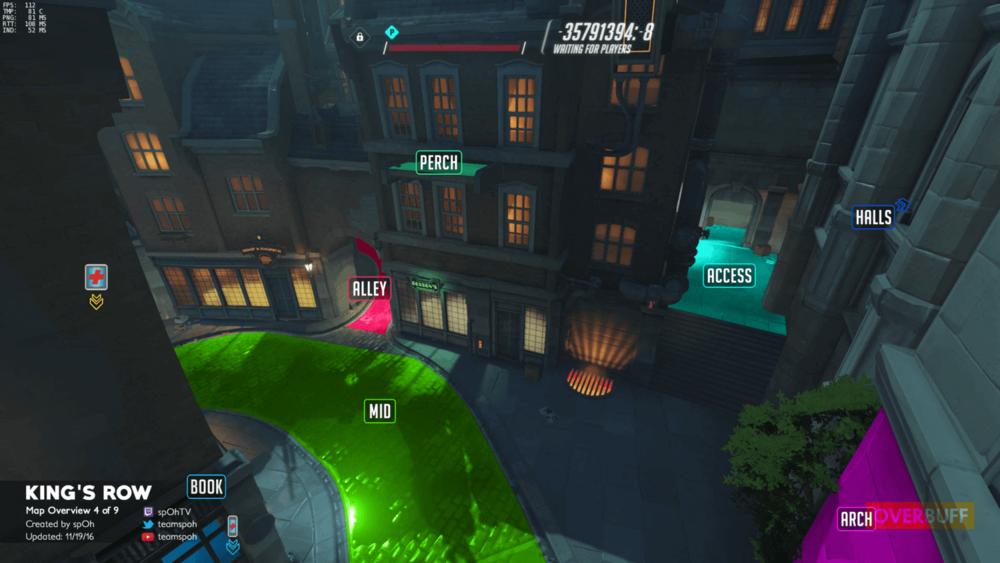 FPS: 112
TMP: 81 C
PNG: 81 MS
RTT: 108 MS
IND: 52 MS
P
-35791394:-8
WAITING FOR PLAYERS
PERCH
HALLS
ACCESS
ALLEY
MID
BOOK
KING'S ROW
Map Overview 4 of 9
Created by spOh
Updated: 11/19/16
spOhTV
teamspoh
teamspoh
ARCH
OVERBUFF